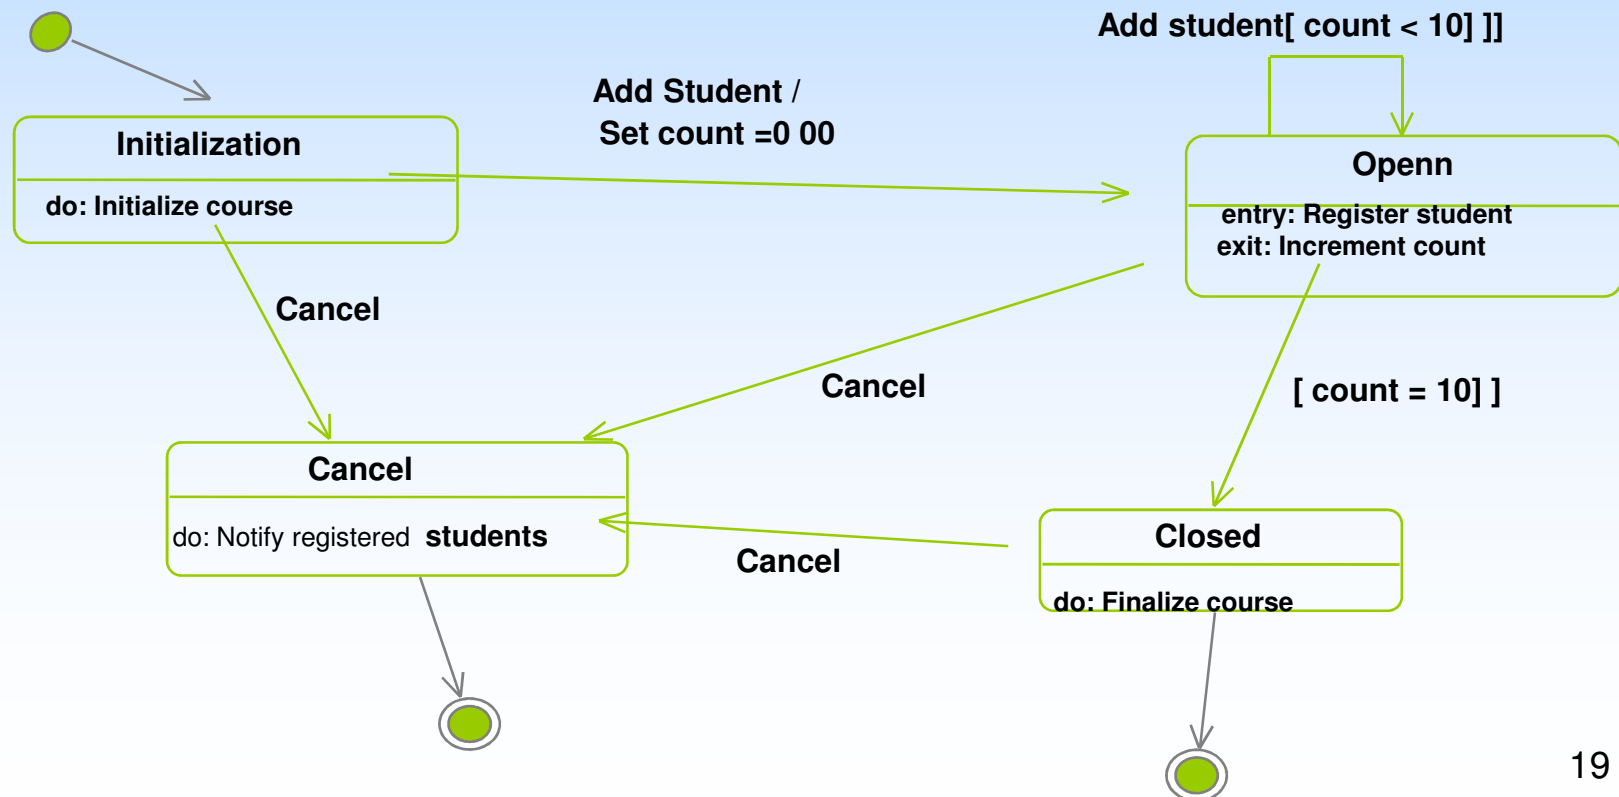 Add student[ count < 10] ]]
Add Student /
Set count =0 00
Initialization
do: Initialize course
Openn
entry: Register student
exit: Increment count
Cancel
Cancel
[ count = 10] ]
Cancel
do: Notify registered students
Cancel
Closed
do: Finalize course
19